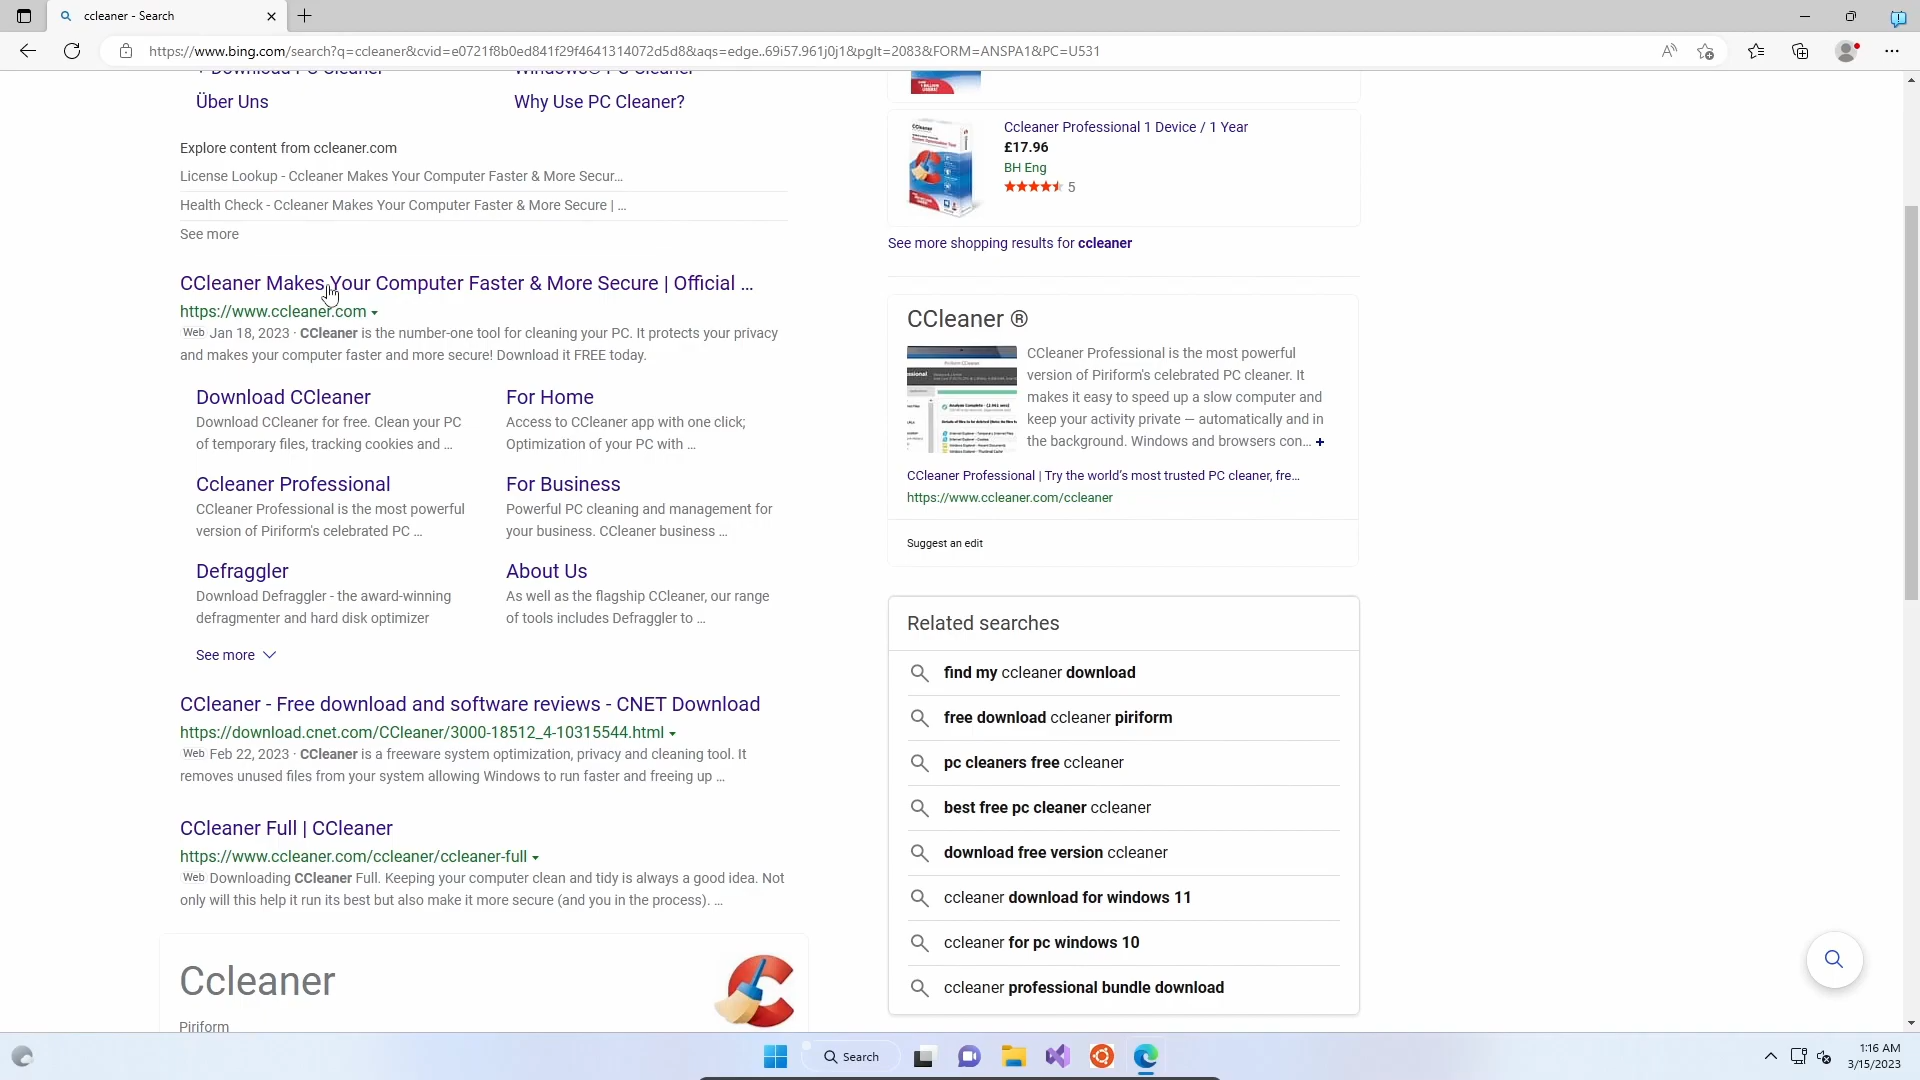 ccleaner - Search
https://www.bing.com/search?q=ccleaner&cvid=e0721f8b0ed841f29f4641314072d5d8&aqs=edge..69i57.961j0j1&pglt=2083&FORM=ANSPA1&PC=U531
Download PC Cleaner
Windows® PC Cleaner
Über Uns
Why Use PC Cleaner?
Explore content from ccleaner.com
License Lookup - Ccleaner Makes Your Computer Faster & More Secur...
Health Check - Ccleaner Makes Your Computer Faster & More Secure | ...
See more
CCleaner Makes Your Computer Faster & More Secure | Official ...
https://www.ccleaner.com
Web Jan 18, 2023 · CCleaner is the number-one tool for cleaning your PC. It protects your privacy
and makes your computer faster and more secure! Download it FREE today.
Download CCleaner
Download CCleaner for free. Clean your PC
of temporary files, tracking cookies and ...
For Home
Access to CCleaner app with one click;
Optimization of your PC with ...
Ccleaner Professional
CCleaner Professional is the most powerful
version of Piriform's celebrated PC ...
For Business
Powerful PC cleaning and management for
your business. CCleaner business ...
Defraggler
Download Defraggler - the award-winning
defragmenter and hard disk optimizer
About Us
As well as the flagship CCleaner, our range
of tools includes Defraggler to ...
See more
CCleaner - Free download and software reviews - CNET Download
https://download.cnet.com/CCleaner/3000-18512_4-10315544.html
Web Feb 22, 2023 · CCleaner is a freeware system optimization, privacy and cleaning tool. It
removes unused files from your system allowing Windows to run faster and freeing up ...
CCleaner Full | CCleaner
https://www.ccleaner.com/ccleaner/ccleaner-full
Web Downloading CCleaner Full. Keeping your computer clean and tidy is always a good idea. Not
only will this help it run its best but also make it more secure (and you in the process). ...
Ccleaner
Piriform
Ccleaner Professional 1 Device / 1 Year
£17.96
BH Eng
5
See more shopping results for ccleaner
CCleaner ®
CCleaner Professional is the most powerful
version of Piriform's celebrated PC cleaner. It
makes it easy to speed up a slow computer and
keep your activity private — automatically and in
the background. Windows and browsers con... +
CCleaner Professional | Try the world's most trusted PC cleaner, fre...
https://www.ccleaner.com/ccleaner
Suggest an edit
Related searches
find my ccleaner download
free download ccleaner piriform
pc cleaners free ccleaner
best free pc cleaner ccleaner
download free version ccleaner
ccleaner download for windows 11
ccleaner for pc windows 10
ccleaner professional bundle download
Search
1:16 AM
3/15/2023